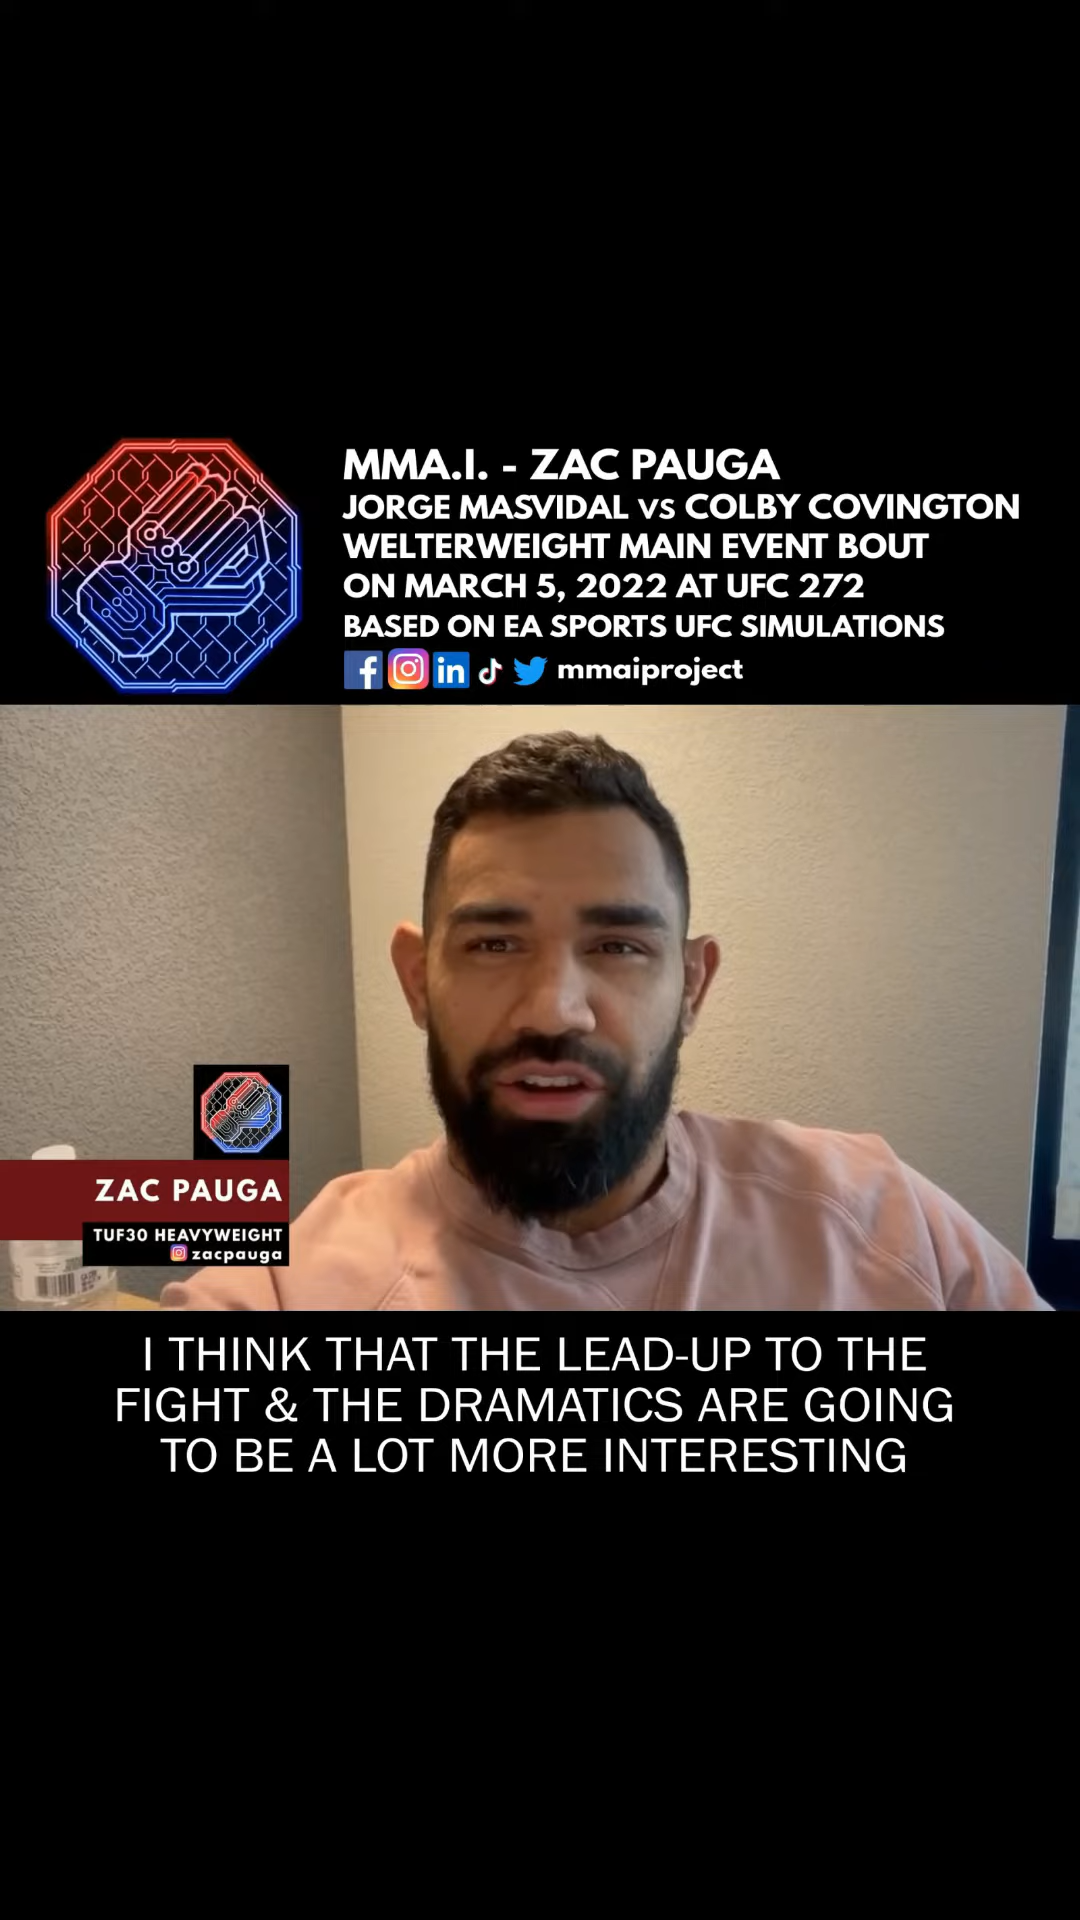 MMA.I. - ZAC PAUGA
JORGE MASVIDAL vs COLBY COVINGTON
WELTERWEIGHT MAIN EVENT BOUT
ON MARCH 5, 2022 AT UFC 272
BASED ON EA SPORTS UFC SIMULATIONS
mmaiproject
ZAC PAUGA
TUF30 HEAVYWEIGHT
zacpauga
I THINK THAT THE LEAD-UP TO THE
FIGHT & THE DRAMATICS ARE GOING
TO BE A LOT MORE INTERESTING